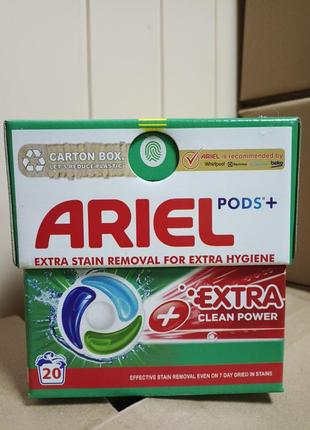 CARTON BOX.
LET'S REDUCE PLASTIC
ARIEL is recommended by
Whirlpool beko
ARIEL PODS®+
EXTRA STAIN REMOVAL FOR EXTRA HYGIENE
+EXTRA
CLEAN POWER
20
EFFECTIVE STAIN REMOVAL EVEN ON 7 DAY DRIED IN STAINS